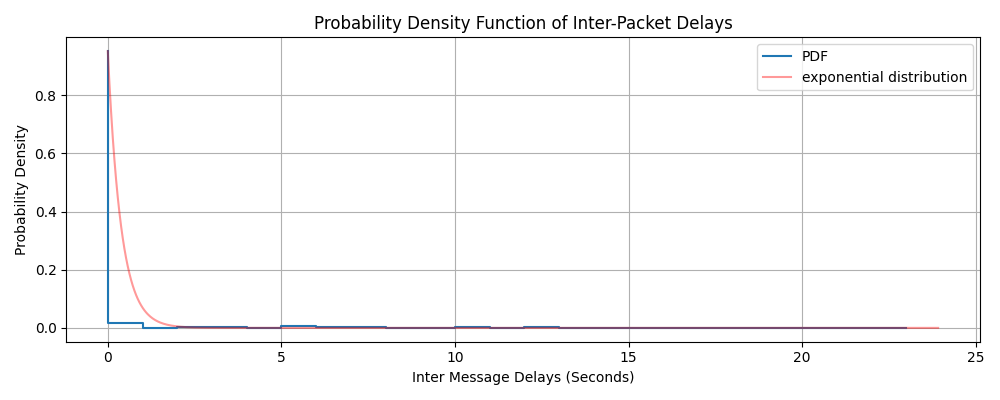 Probability Density Function of Inter-Packet Delays
PDF
exponential distribution
Probability Density
0.8
0.6
0.4
0.2
0.0
0 5 10 15 20 25
Inter Message Delays (Seconds)